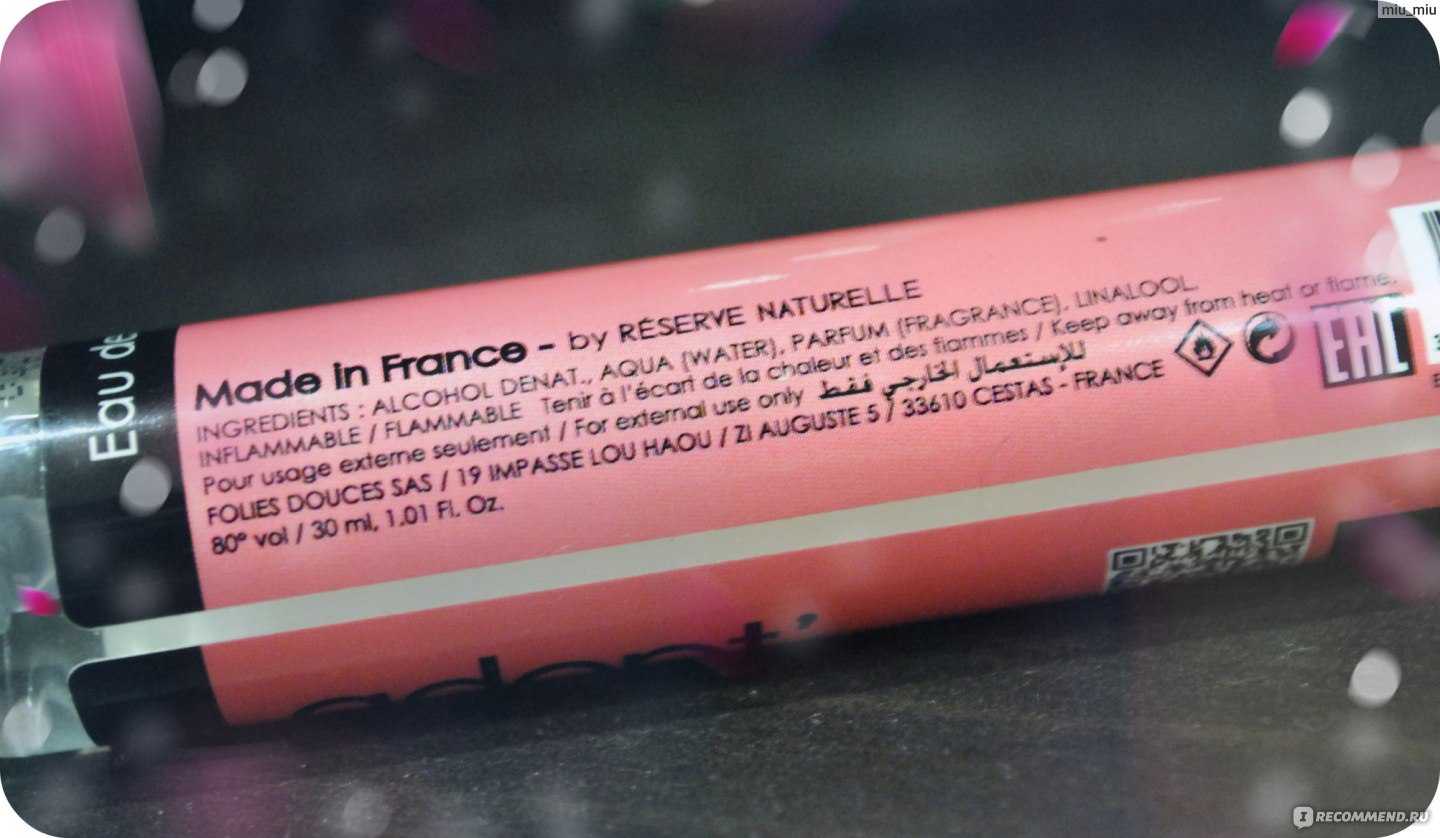 miu_miu
Eau de
Made in France - by RÉSERVE NATURELLE
INGREDIENTS : ALCOHOL DENAT., AQUA (WATER), PARFUM (FRAGRANCE), LINALOOL.
INFLAMMABLE / FLAMMABLE Tenir à l'écart de la chaleur et des flammes / Keep away from heat or flame.
Pour usage externe seulement / For external use only للإستعمال الخارجي فقط
FOLIES DOUCES SAS / 19 IMPASSE LOU HAOU / ZI AUGUSTE 5 / 33610 CESTAS - FRANCE
80° vol / 30 ml, 1.01 Fl. Oz.
EAC
adopt'
IRECOMMEND.RU